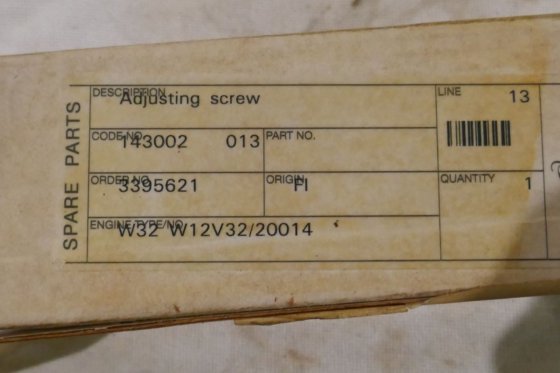 SPARE PARTS
DESCRIPTION
Adjusting screw
LINE 13
CODE NO.
143002 013
PART NO.
ORDER NO.
3395621
ORIGIN
FI
QUANTITY 1
ENGINE TYPE/NO.
W32 W12V32/20014